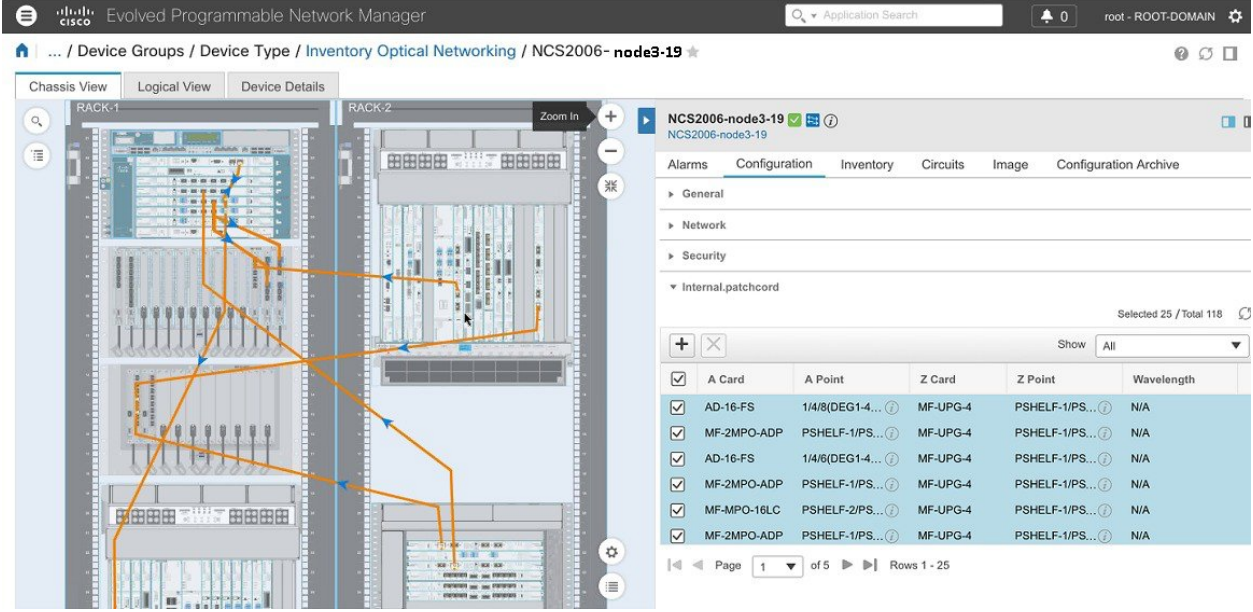 cisco Evolved Programmable Network Manager
Application Search
0
root - ROOT-DOMAIN
... / Device Groups / Device Type / Inventory Optical Networking / NCS2006- node3-19
Chassis View Logical View Device Details
RACK-1
RACK-2
Zoom In
NCS2006-node3-19
NCS2006-node3-19
Alarms Configuration Inventory Circuits Image Configuration Archive
General
Network
Security
Internal.patchcord
Selected 25 / Total 118
Show All
A Card A Point Z Card Z Point Wavelength
AD-16-FS 1/4/8(DEG1-4... MF-UPG-4 PSHELF-1/PS... N/A
MF-2MPO-ADP PSHELF-1/PS... MF-UPG-4 PSHELF-1/PS... N/A
AD-16-FS 1/4/6(DEG1-4... MF-UPG-4 PSHELF-1/PS... N/A
MF-2MPO-ADP PSHELF-1/PS... MF-UPG-4 PSHELF-1/PS... N/A
MF-MPO-16LC PSHELF-2/PS... MF-UPG-4 PSHELF-1/PS... N/A
MF-2MPO-ADP PSHELF-1/PS... MF-UPG-4 PSHELF-1/PS... N/A
Page 1 of 5 Rows 1 - 25